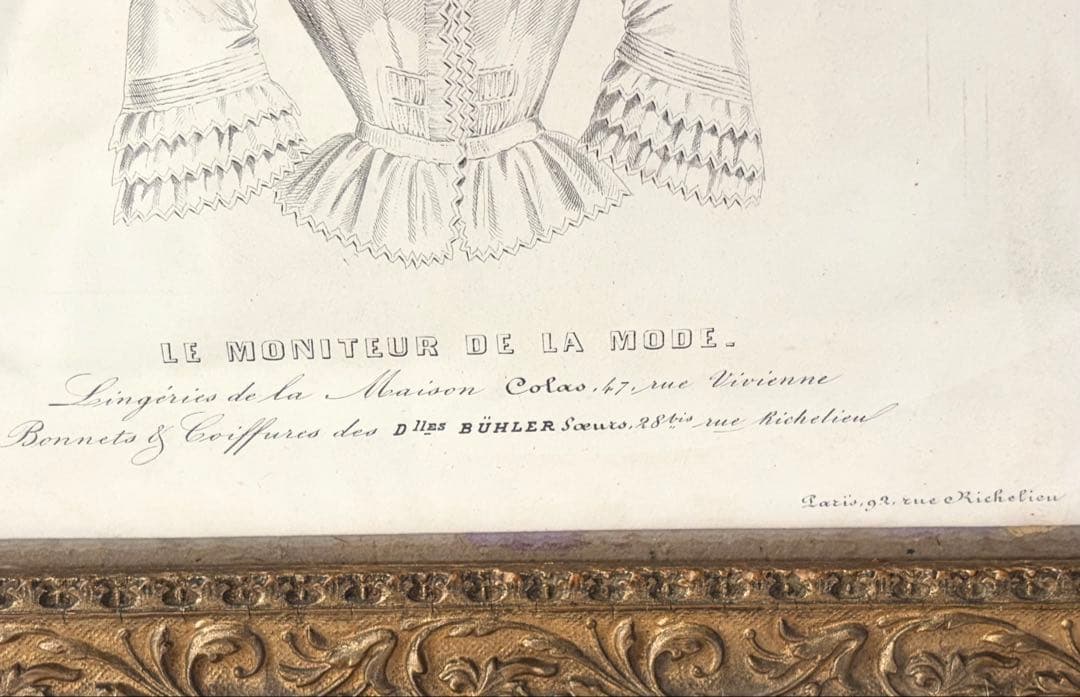 LE MONITEUR DE LA MODE.
Lingéries de la Maison Colas, 47, rue Vivienne
Bonnets & Coiffures des Dlles BÜHLER Sœurs, 28bis rue Richelieu
Paris, 92, rue Richelieu